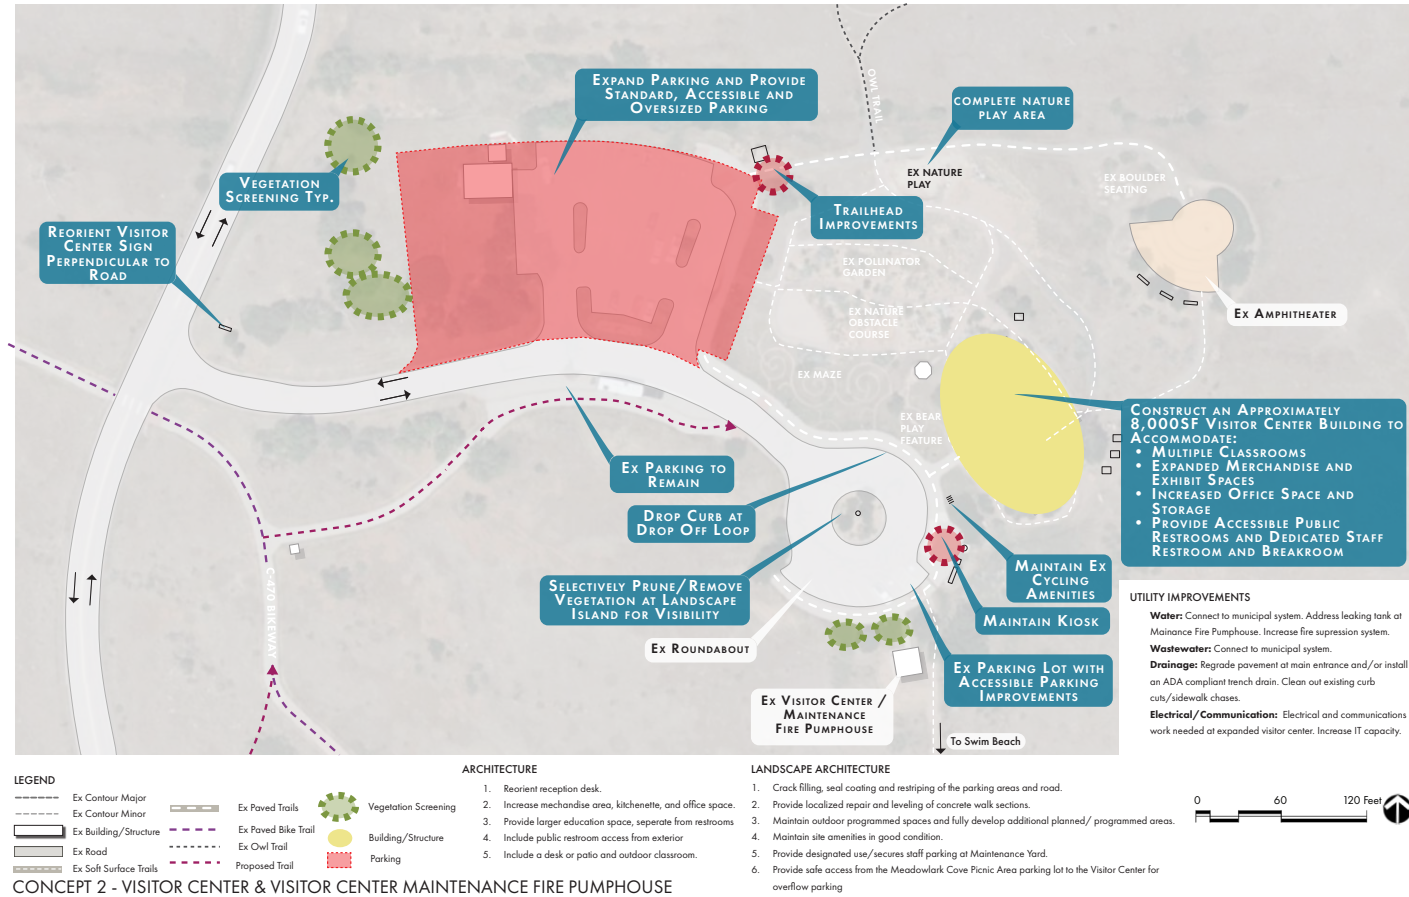 Expand Parking and Provide
Standard, Accessible and
Oversized Parking
complete nature
play area
OWL TRAIL
Vegetation
Screening Typ.
EX NATURE
PLAY
EX BOULDER
SEATING
Trailhead
Improvements
Reorient Visitor
Center Sign
Perpendicular to
Road
EX POLLINATOR
GARDEN
Ex Amphitheater
EX NATURE
OBSTACLE
COURSE
EX MAZE
EX BEAR
PLAY
FEATURE
Construct an Approximately
8,000SF Visitor Center Building to
Accommodate:
• Multiple Classrooms
• Expanded Merchandise and
Exhibit Spaces
• Increased Office Space and
Storage
• Provide Accessible Public
Restrooms and Dedicated Staff
Restroom and Breakroom
Ex Parking to
Remain
Drop Curb at
Drop Off Loop
Selectively Prune/Remove
Vegetation at Landscape
Island for Visibility
Maintain Ex
Cycling
Amenities
Maintain Kiosk
C-470 BIKEWAY
Ex Roundabout
Ex Parking Lot with
Accessible Parking
Improvements
Ex Visitor Center /
Maintenance
Fire Pumphouse
To Swim Beach
UTILITY IMPROVEMENTS
Water: Connect to municipal system. Address leaking tank at
Mainance Fire Pumphouse. Increase fire supression system.
Wastewater: Connect to municipal system.
Drainage: Regrade pavement at main entrance and/or install
an ADA compliant trench drain. Clean out existing curb
cuts/sidewalk chases.
Electrical/Communication: Electrical and communications
work needed at expanded visitor center. Increase IT capacity.
LEGEND
Ex Contour Major
Ex Contour Minor
Ex Building/Structure
Ex Road
Ex Soft Surface Trails
Ex Paved Trails
Ex Paved Bike Trail
Ex Owl Trail
Proposed Trail
Vegetation Screening
Building/Structure
Parking
ARCHITECTURE
1. Reorient reception desk.
2. Increase mechandise area, kitchenette, and office space.
3. Provide larger education space, seperate from restrooms
4. Include public restroom access from exterior
5. Include a desk or patio and outdoor classroom.
LANDSCAPE ARCHITECTURE
1. Crack filling, seal coating and restriping of the parking areas and road.
2. Provide localized repair and leveling of concrete walk sections.
3. Maintain outdoor programmed spaces and fully develop additional planned/ programmed areas.
4. Maintain site amenities in good condition.
5. Provide designated use/secures staff parking at Maintenance Yard.
6. Provide safe access from the Meadowlark Cove Picnic Area parking lot to the Visitor Center for
overflow parking
0 60 120 Feet
CONCEPT 2 - VISITOR CENTER & VISITOR CENTER MAINTENANCE FIRE PUMPHOUSE